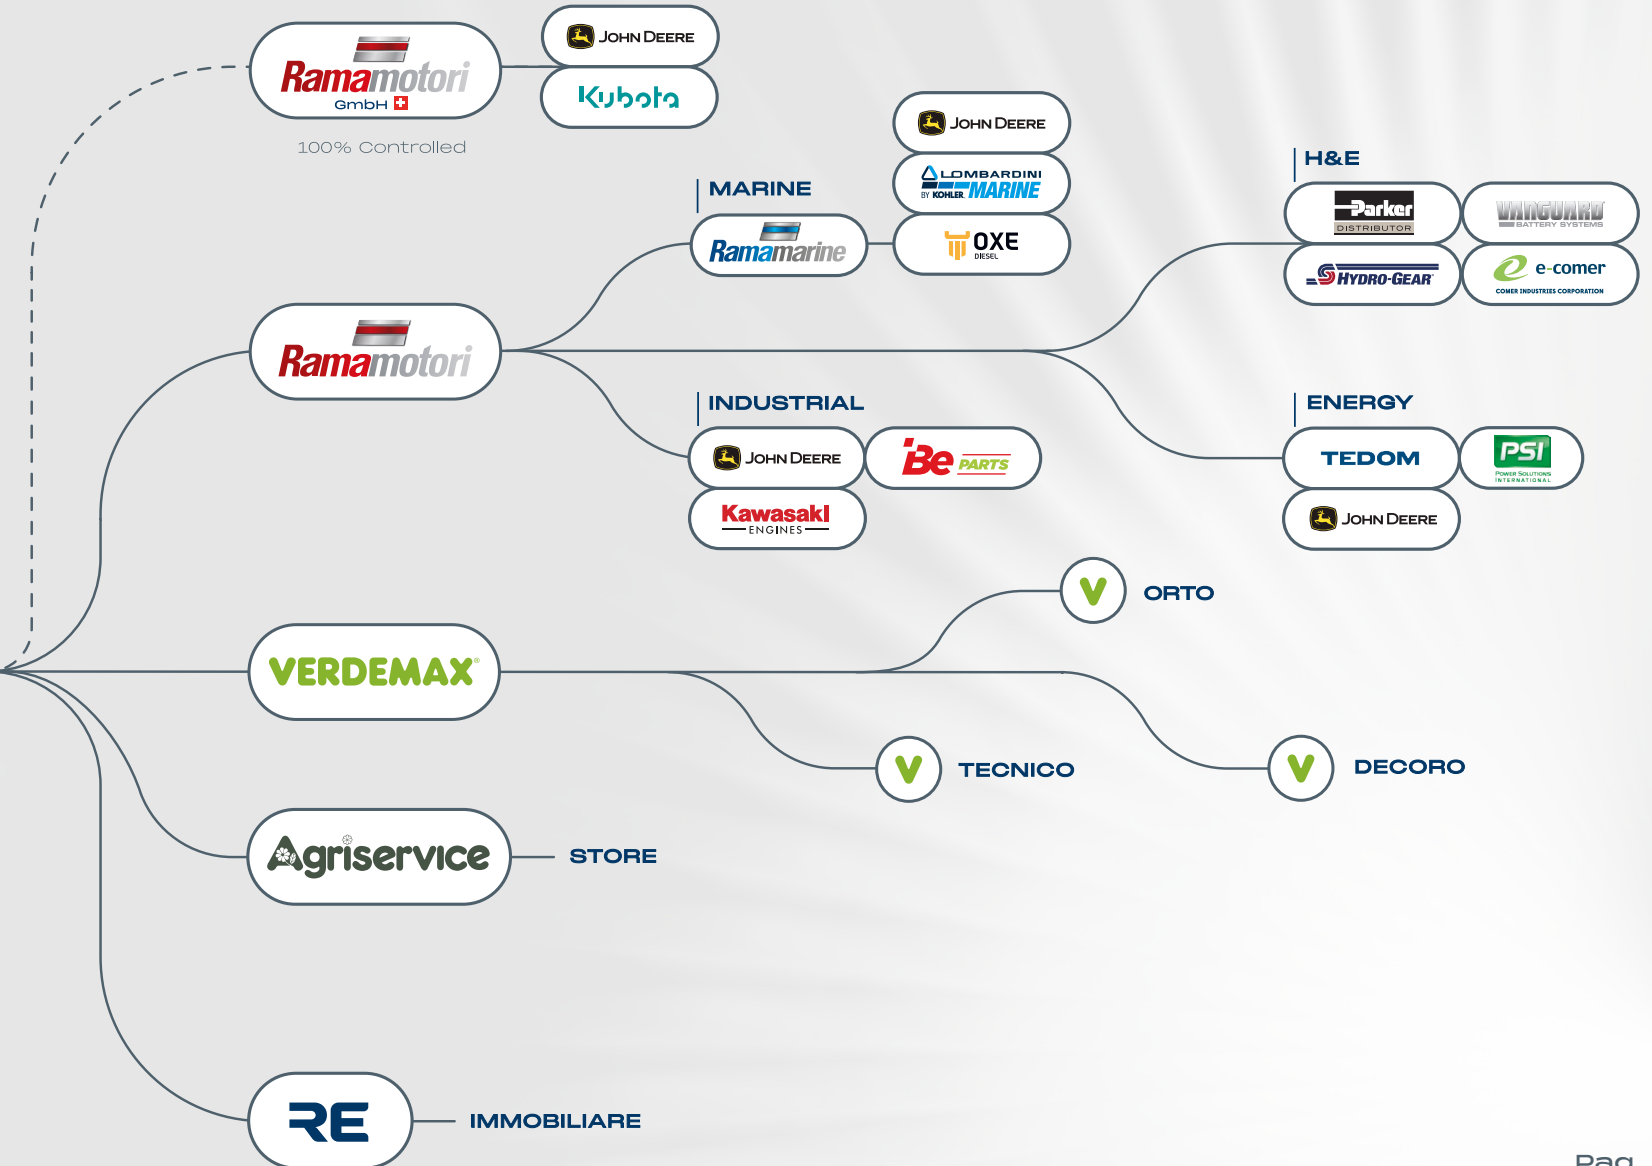 Ramamotori
GmbH
100% Controlled
JOHN DEERE
Kubota
MARINE
Ramamarine
JOHN DEERE
LOMBARDINI
BY KOHLER. MARINE
OXE
DIESEL
H&E
Parker
DISTRIBUTOR
VANGUARD
BATTERY SYSTEMS
HYDRO-GEAR
e-comer
COMER INDUSTRIES CORPORATION
Ramamotori
INDUSTRIAL
JOHN DEERE
iBe PARTS
Kawasaki
ENGINES
ENERGY
TEDOM
PSI
POWER SOLUTIONS
INTERNATIONAL
JOHN DEERE
VERDEMAX®
V ORTO
V TECNICO
V DECORO
Agriservice
STORE
RE
IMMOBILIARE
Pag